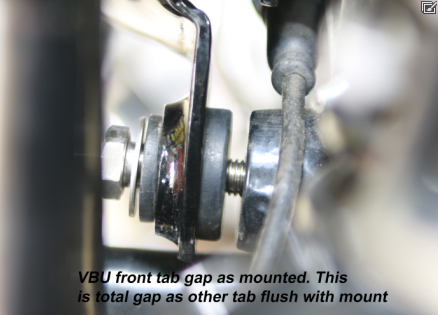 VBU front tab gap as mounted. This
is total gap as other tab flush with mount